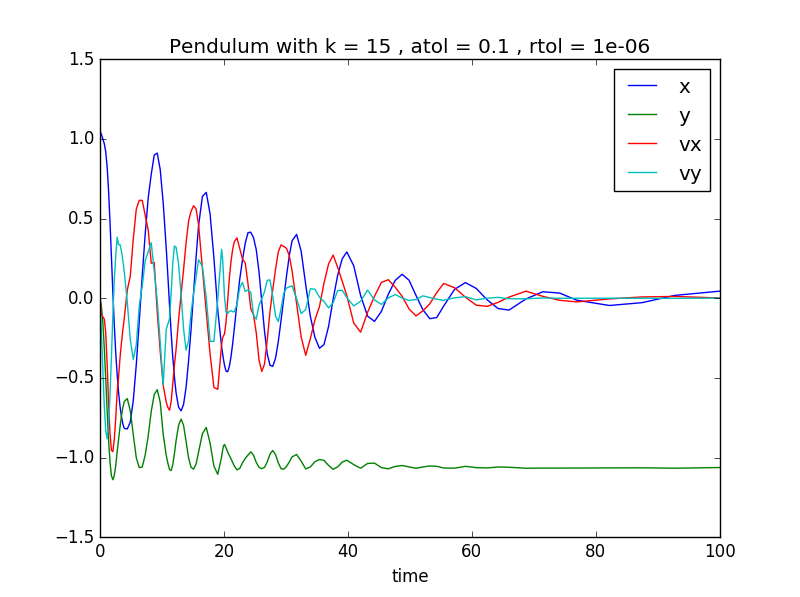 Pendulum with k = 15 , atol = 0.1 , rtol = 1e-06
1.5
1.0
0.5
0.0
−0.5
−1.0
−1.5
0 20 40 60 80 100
time
x
y
vx
vy